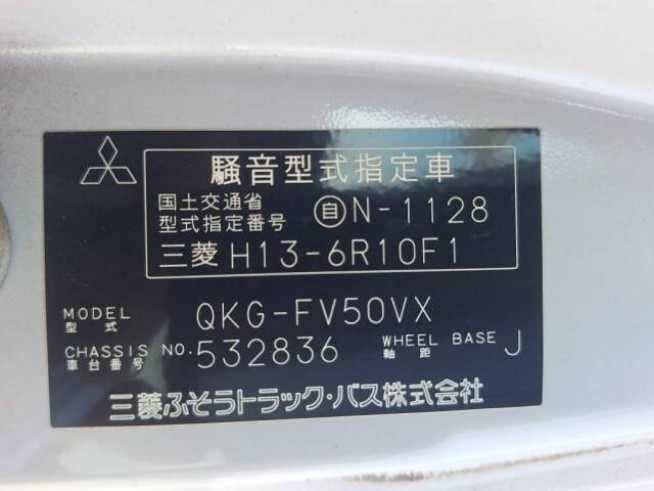 騒音型式指定車
国土交通省
型式指定番号 自N-1128
三菱 H13-6R10F1
MODEL QKG-FV50VX
型式
CHASSIS NO. 532836 WHEEL BASE J
車台番号 軸距
三菱ふそうトラック・バス株式会社